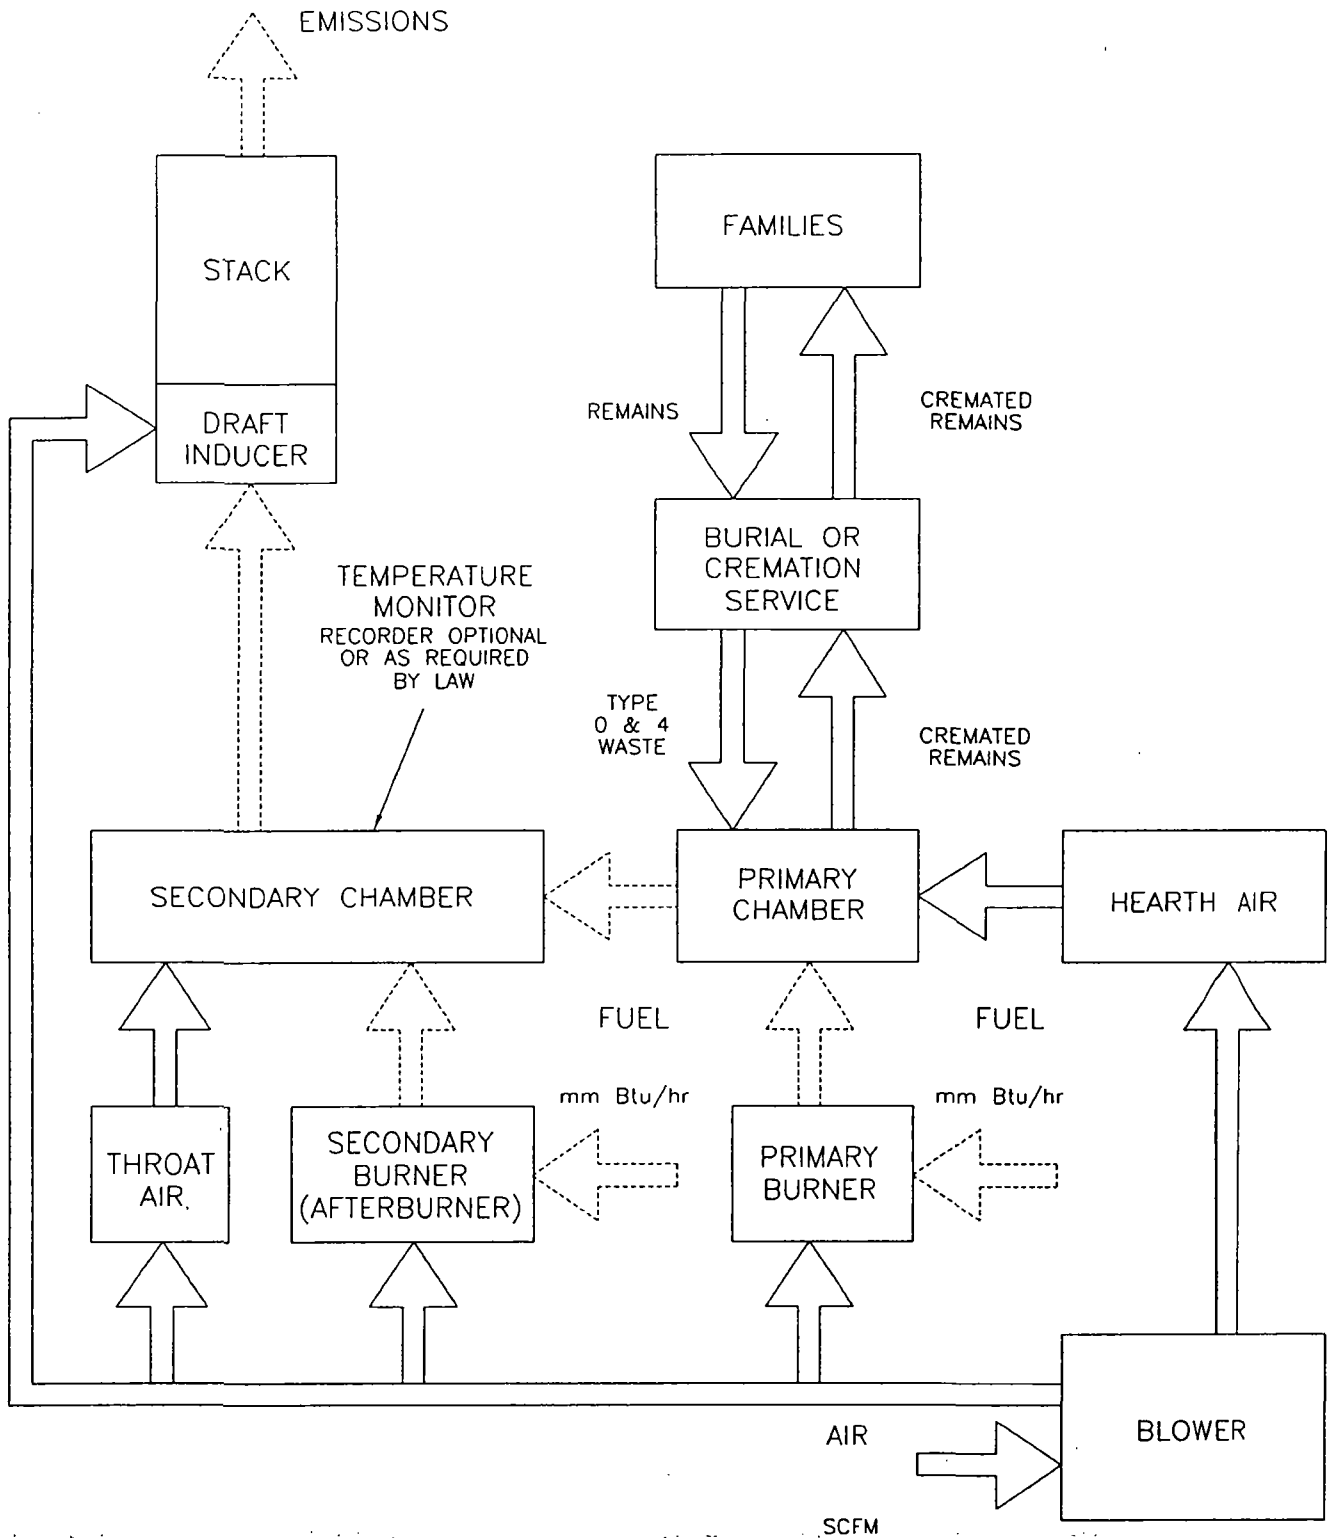 EMISSIONS
STACK
FAMILIES
DRAFT
INDUCER
REMAINS
CREMATED
REMAINS
BURIAL OR
CREMATION
SERVICE
TEMPERATURE
MONITOR
RECORDER OPTIONAL
OR AS REQUIRED
BY LAW
TYPE
0 & 4
WASTE
CREMATED
REMAINS
SECONDARY CHAMBER
PRIMARY
CHAMBER
HEARTH AIR
FUEL
FUEL
mm Btu/hr
mm Btu/hr
THROAT
AIR
SECONDARY
BURNER
(AFTERBURNER)
PRIMARY
BURNER
AIR
BLOWER
SCFM